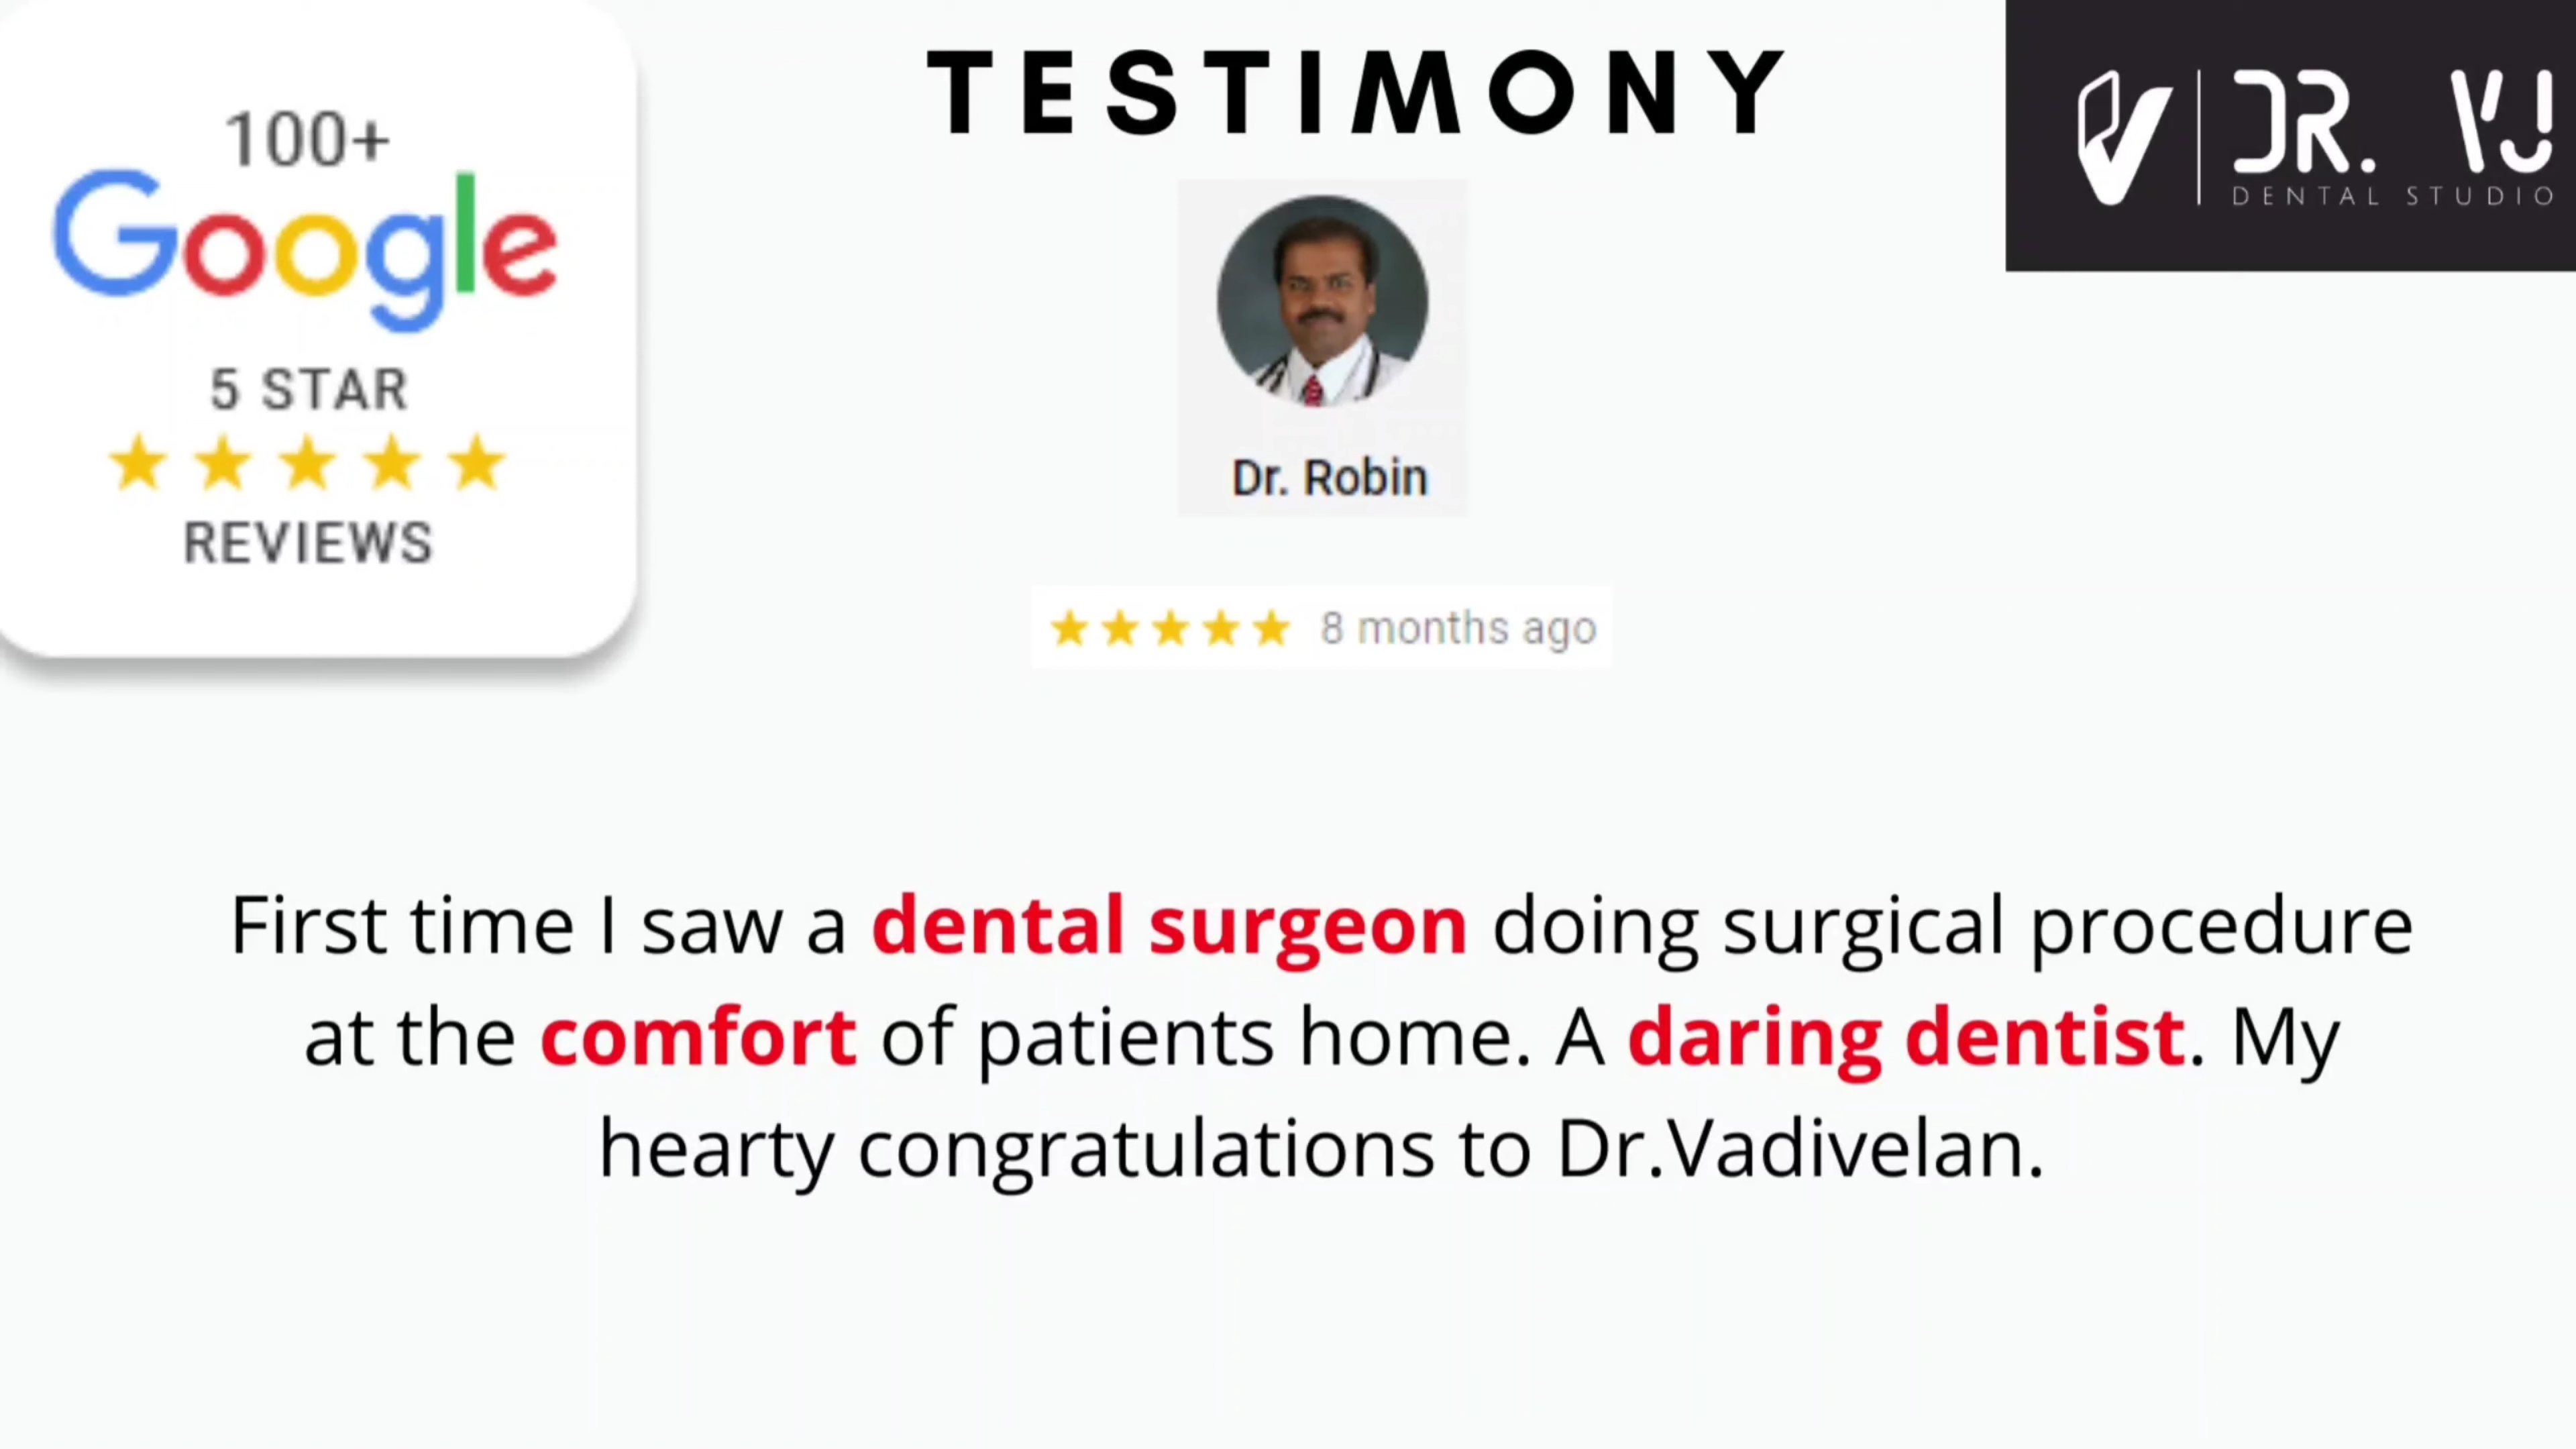 100+
Google
5 STAR
REVIEWS
TESTIMONY
DR. VJ
DENTAL STUDIO
Dr. Robin
8 months ago
First time I saw a dental surgeon doing surgical procedure
at the comfort of patients home. A daring dentist. My
hearty congratulations to Dr.Vadivelan.